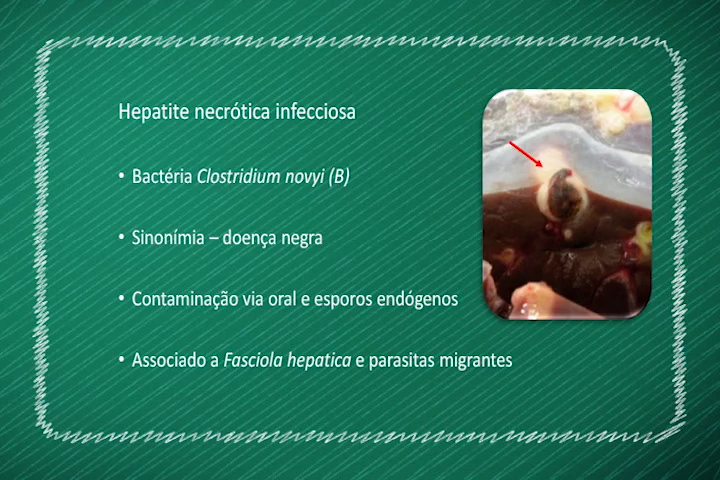 Hepatite necrótica infecciosa
• Bactéria Clostridium novyi (B)
• Sinonímia – doença negra
• Contaminação via oral e esporos endógenos
• Associado a Fasciola hepatica e parasitas migrantes